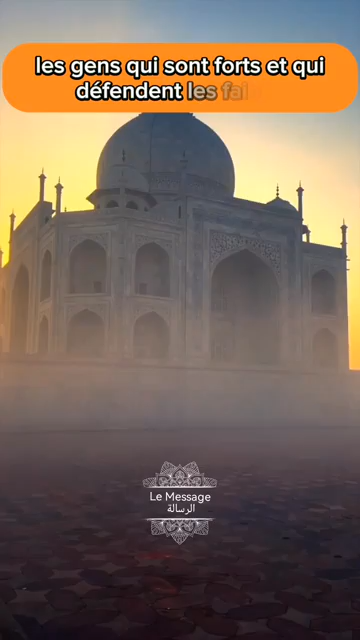 les gens qui sont forts et qui
défendent les
Le Message
الرسالة